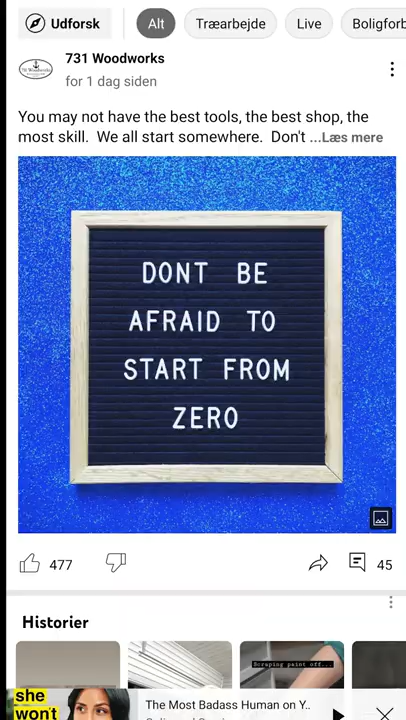 Udforsk
Alt
Træarbejde
Live
Boligforb
731 Woodworks
for 1 dag siden
You may not have the best tools, the best shop, the
most skill.  We all start somewhere.  Don't ...Læs mere
DONT BE
AFRAID TO
START FROM
ZERO
477
45
Historier
Scraping paint off...
she
won't
The Most Badass Human on Y..